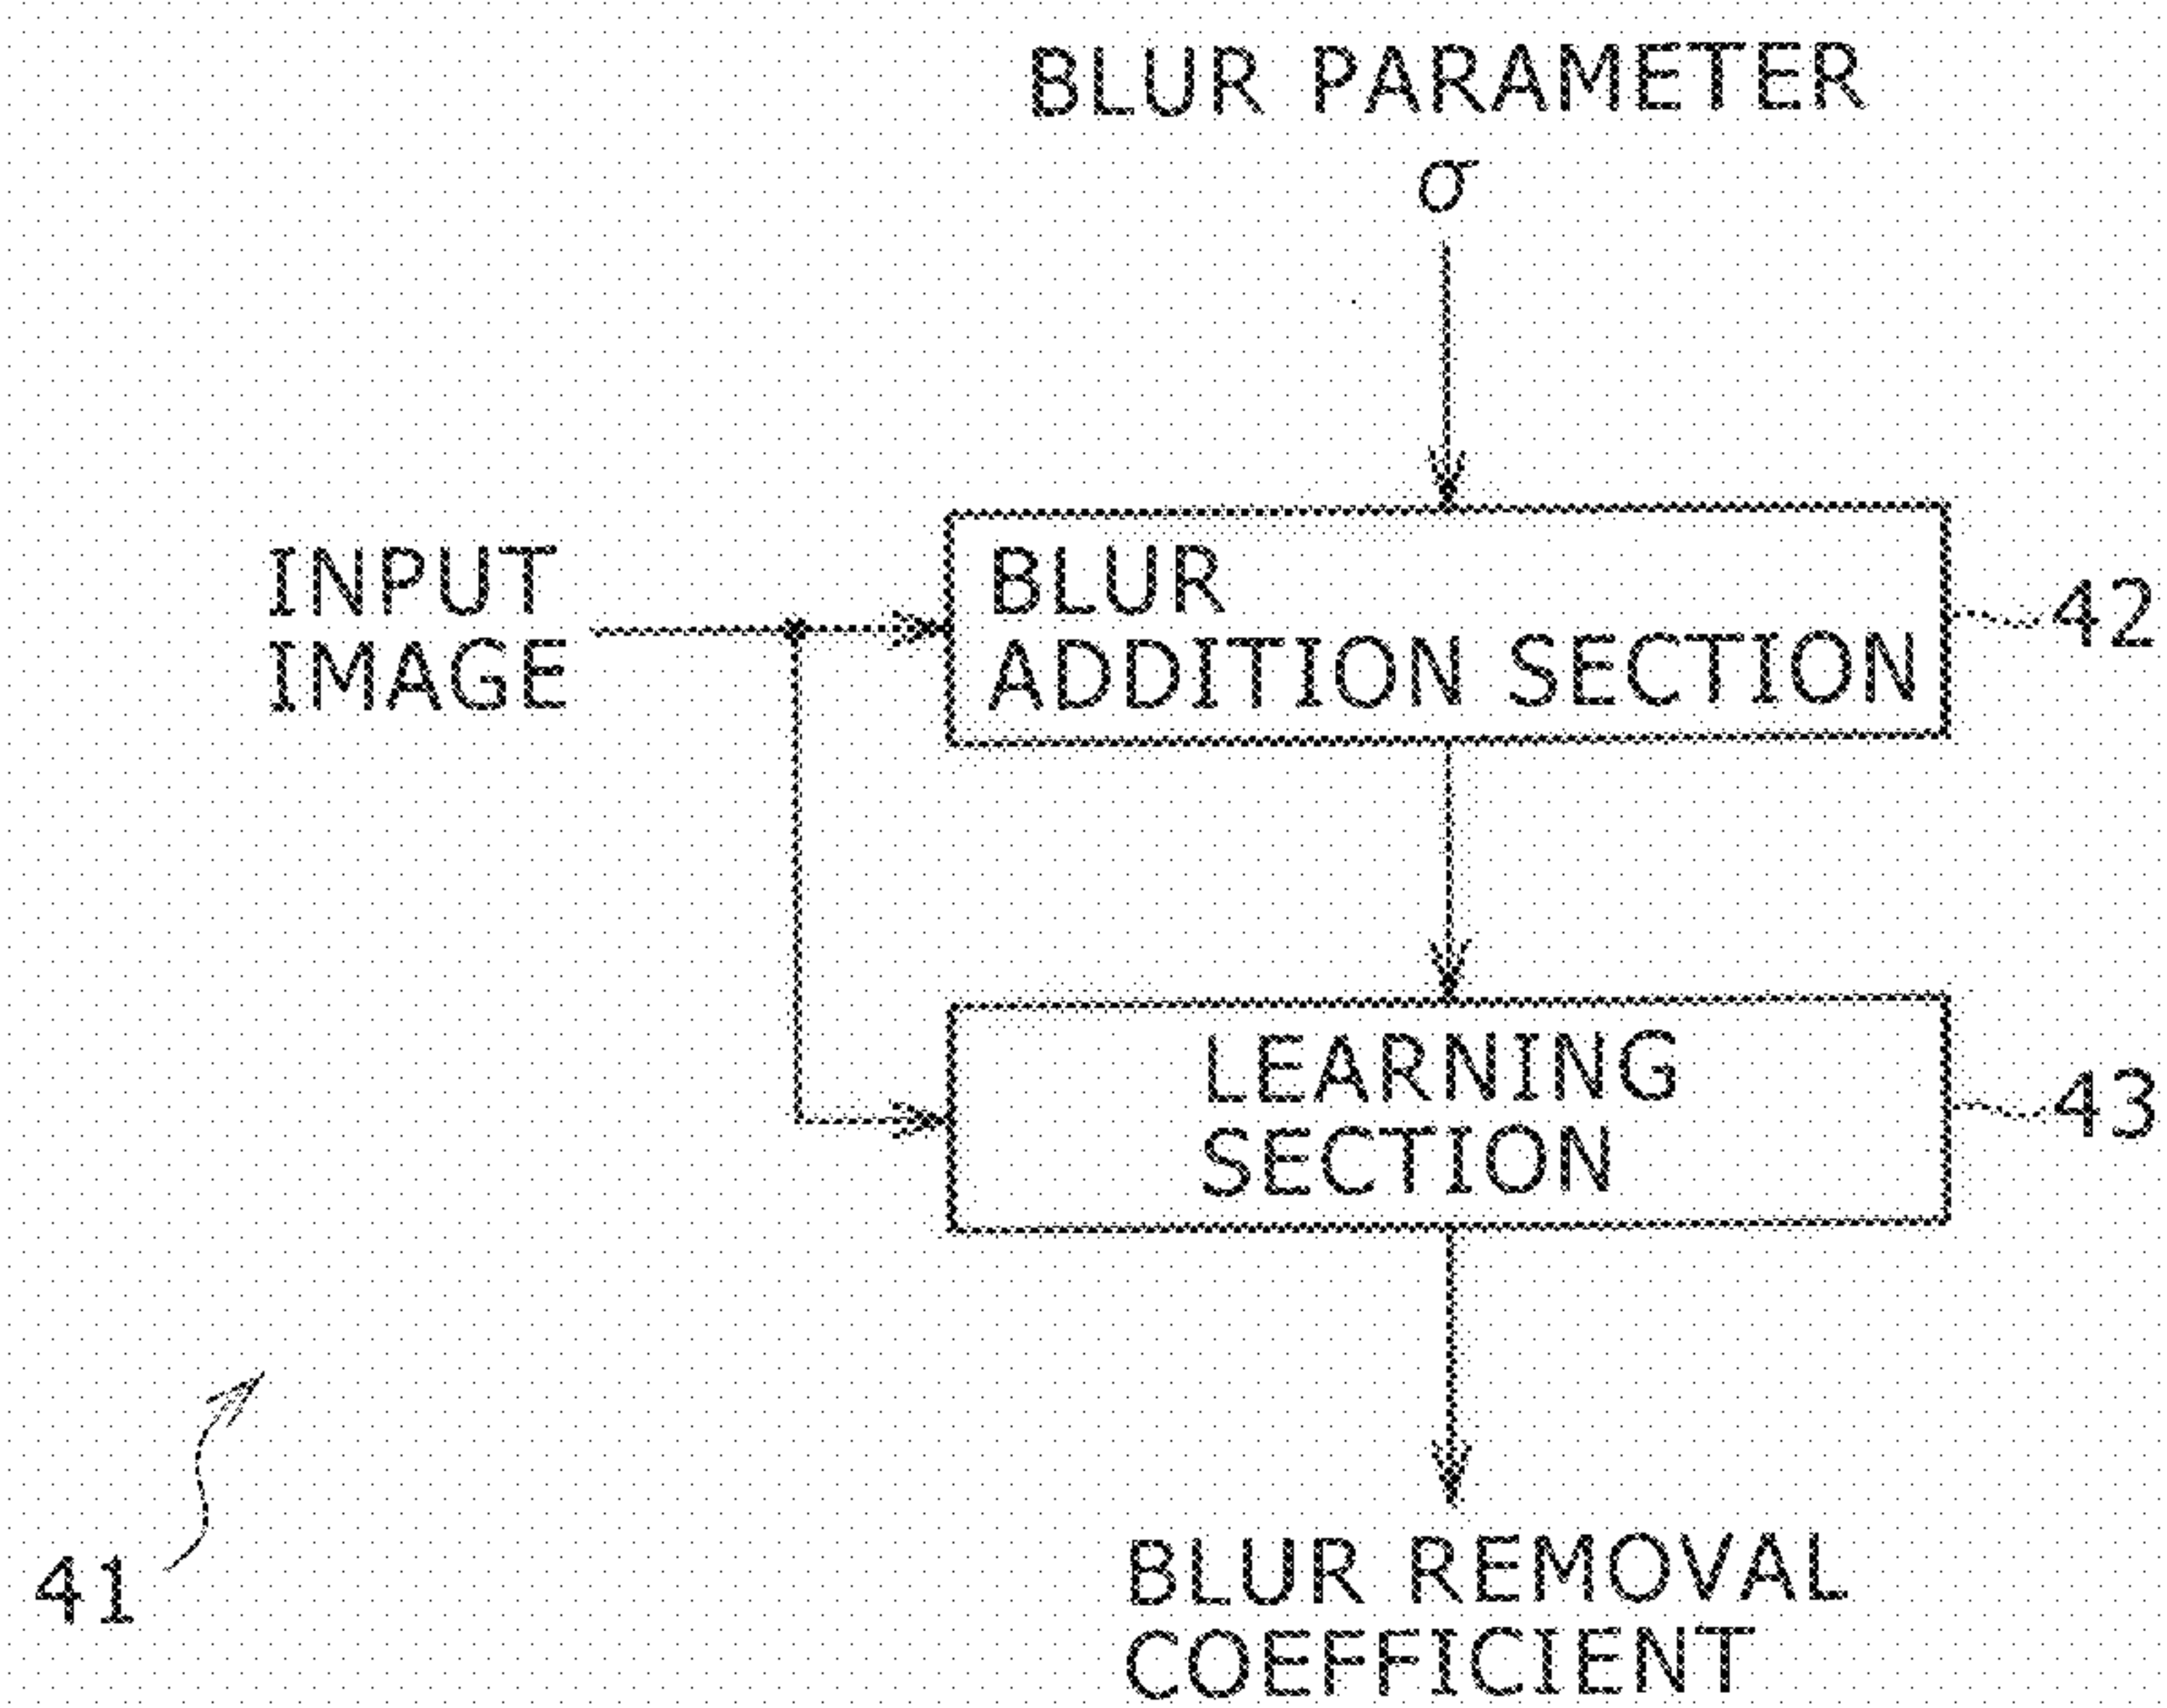 BLUR PARAMETER
σ
INPUT
IMAGE
BLUR
ADDITION SECTION
42
LEARNING
SECTION
43
41
BLUR REMOVAL
COEFFICIENT